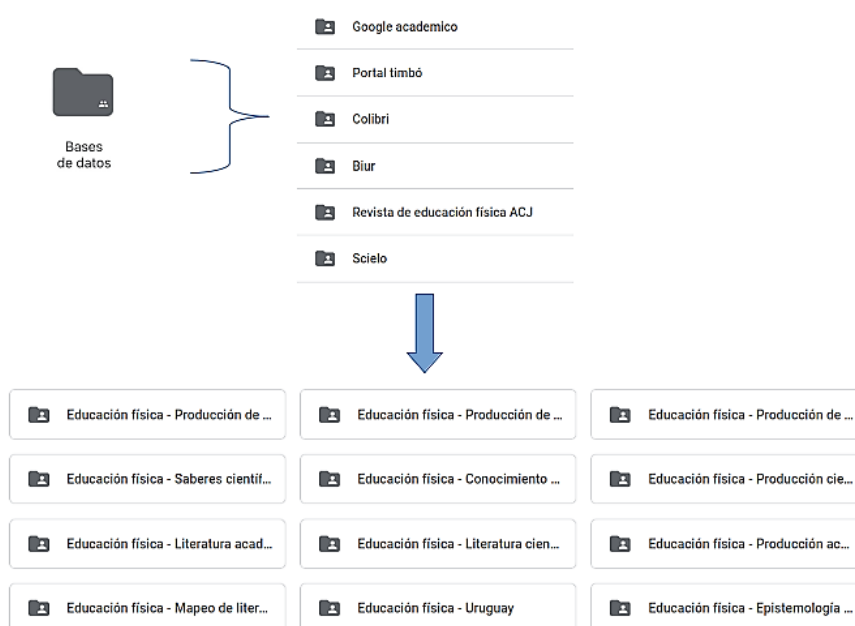 Google academico
Portal timbó
Colibri
Biur
Revista de educación física ACJ
Scielo
Bases
de datos
Educación física - Producción de ...
Educación física - Producción de ...
Educación física - Producción de ...
Educación física - Saberes científ...
Educación física - Conocimiento ...
Educación física - Producción cie...
Educación física - Literatura acad...
Educación física - Literatura cien...
Educación física - Producción ac...
Educación física - Mapeo de liter...
Educación física - Uruguay
Educación física - Epistemología ...